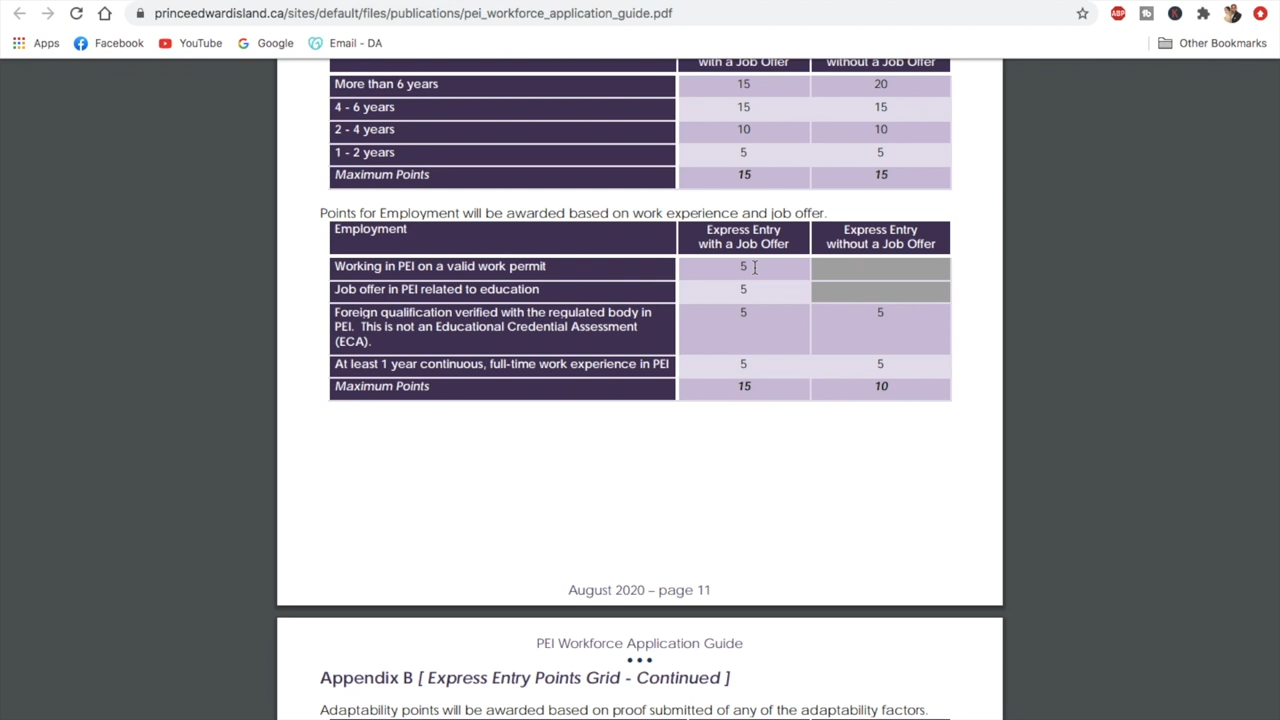 princeedwardisland.ca/sites/default/files/publications/pei_workforce_application_guide.pdf
ABP
K
Apps
Facebook
YouTube
Google
Email - DA
Other Bookmarks
with a Job Offer
without a Job Offer
More than 6 years 15 20
4 - 6 years 15 15
2 - 4 years 10 10
1 - 2 years 5 5
Maximum Points 15 15
Points for Employment will be awarded based on work experience and job offer.
Employment Express Entry Express Entry
with a Job Offer without a Job Offer
Working in PEI on a valid work permit 5
Job offer in PEI related to education 5
Foreign qualification verified with the regulated body in 5 5
PEI. This is not an Educational Credential Assessment
(ECA).
At least 1 year continuous, full-time work experience in PEI 5 5
Maximum Points 15 10
August 2020 – page 11
PEI Workforce Application Guide
•••
Appendix B [ Express Entry Points Grid - Continued ]
Adaptability points will be awarded based on proof submitted of any of the adaptability factors.